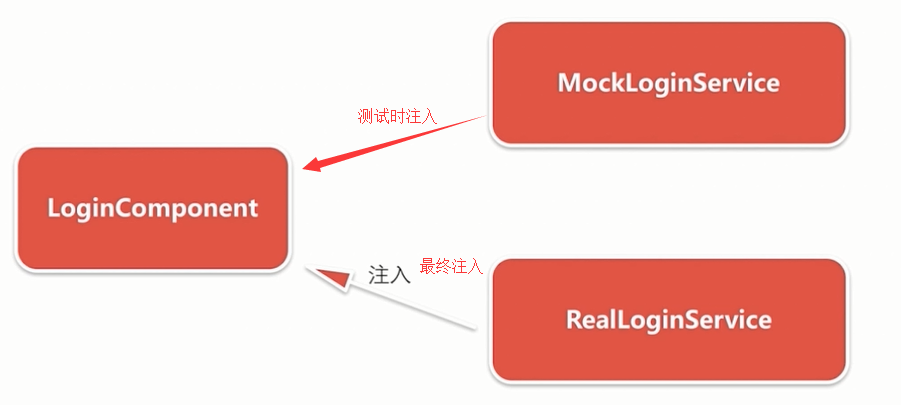 MockLoginService
测试时注入
LoginComponent
注入
最终注入
RealLoginService